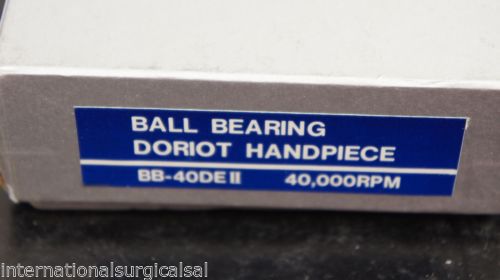 BALL BEARING
DORIOT HANDPIECE
BB-40DE II 40,000RPM
internationalsurgicalsal